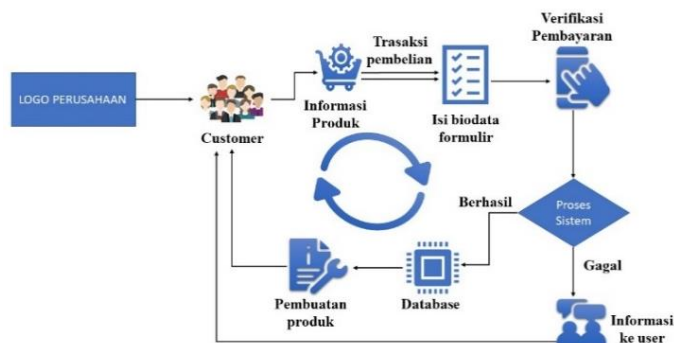 LOGO PERUSAHAAN
Customer
Informasi
Produk
Trasaksi
pembelian
Isi biodata
formulir
Verifikasi
Pembayaran
Proses
Sistem
Berhasil
Gagal
Database
Pembuatan
produk
Informasi
ke user